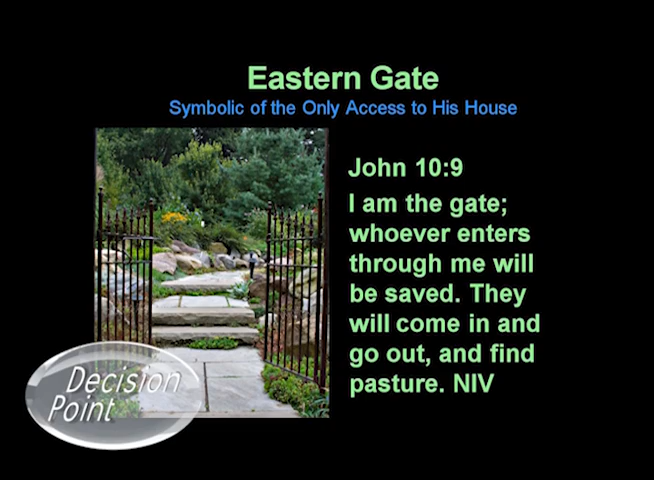 Eastern Gate
Symbolic of the Only Access to His House
John 10:9
I am the gate;
whoever enters
through me will
be saved. They
will come in and
go out, and find
pasture. NIV
Decision
Point